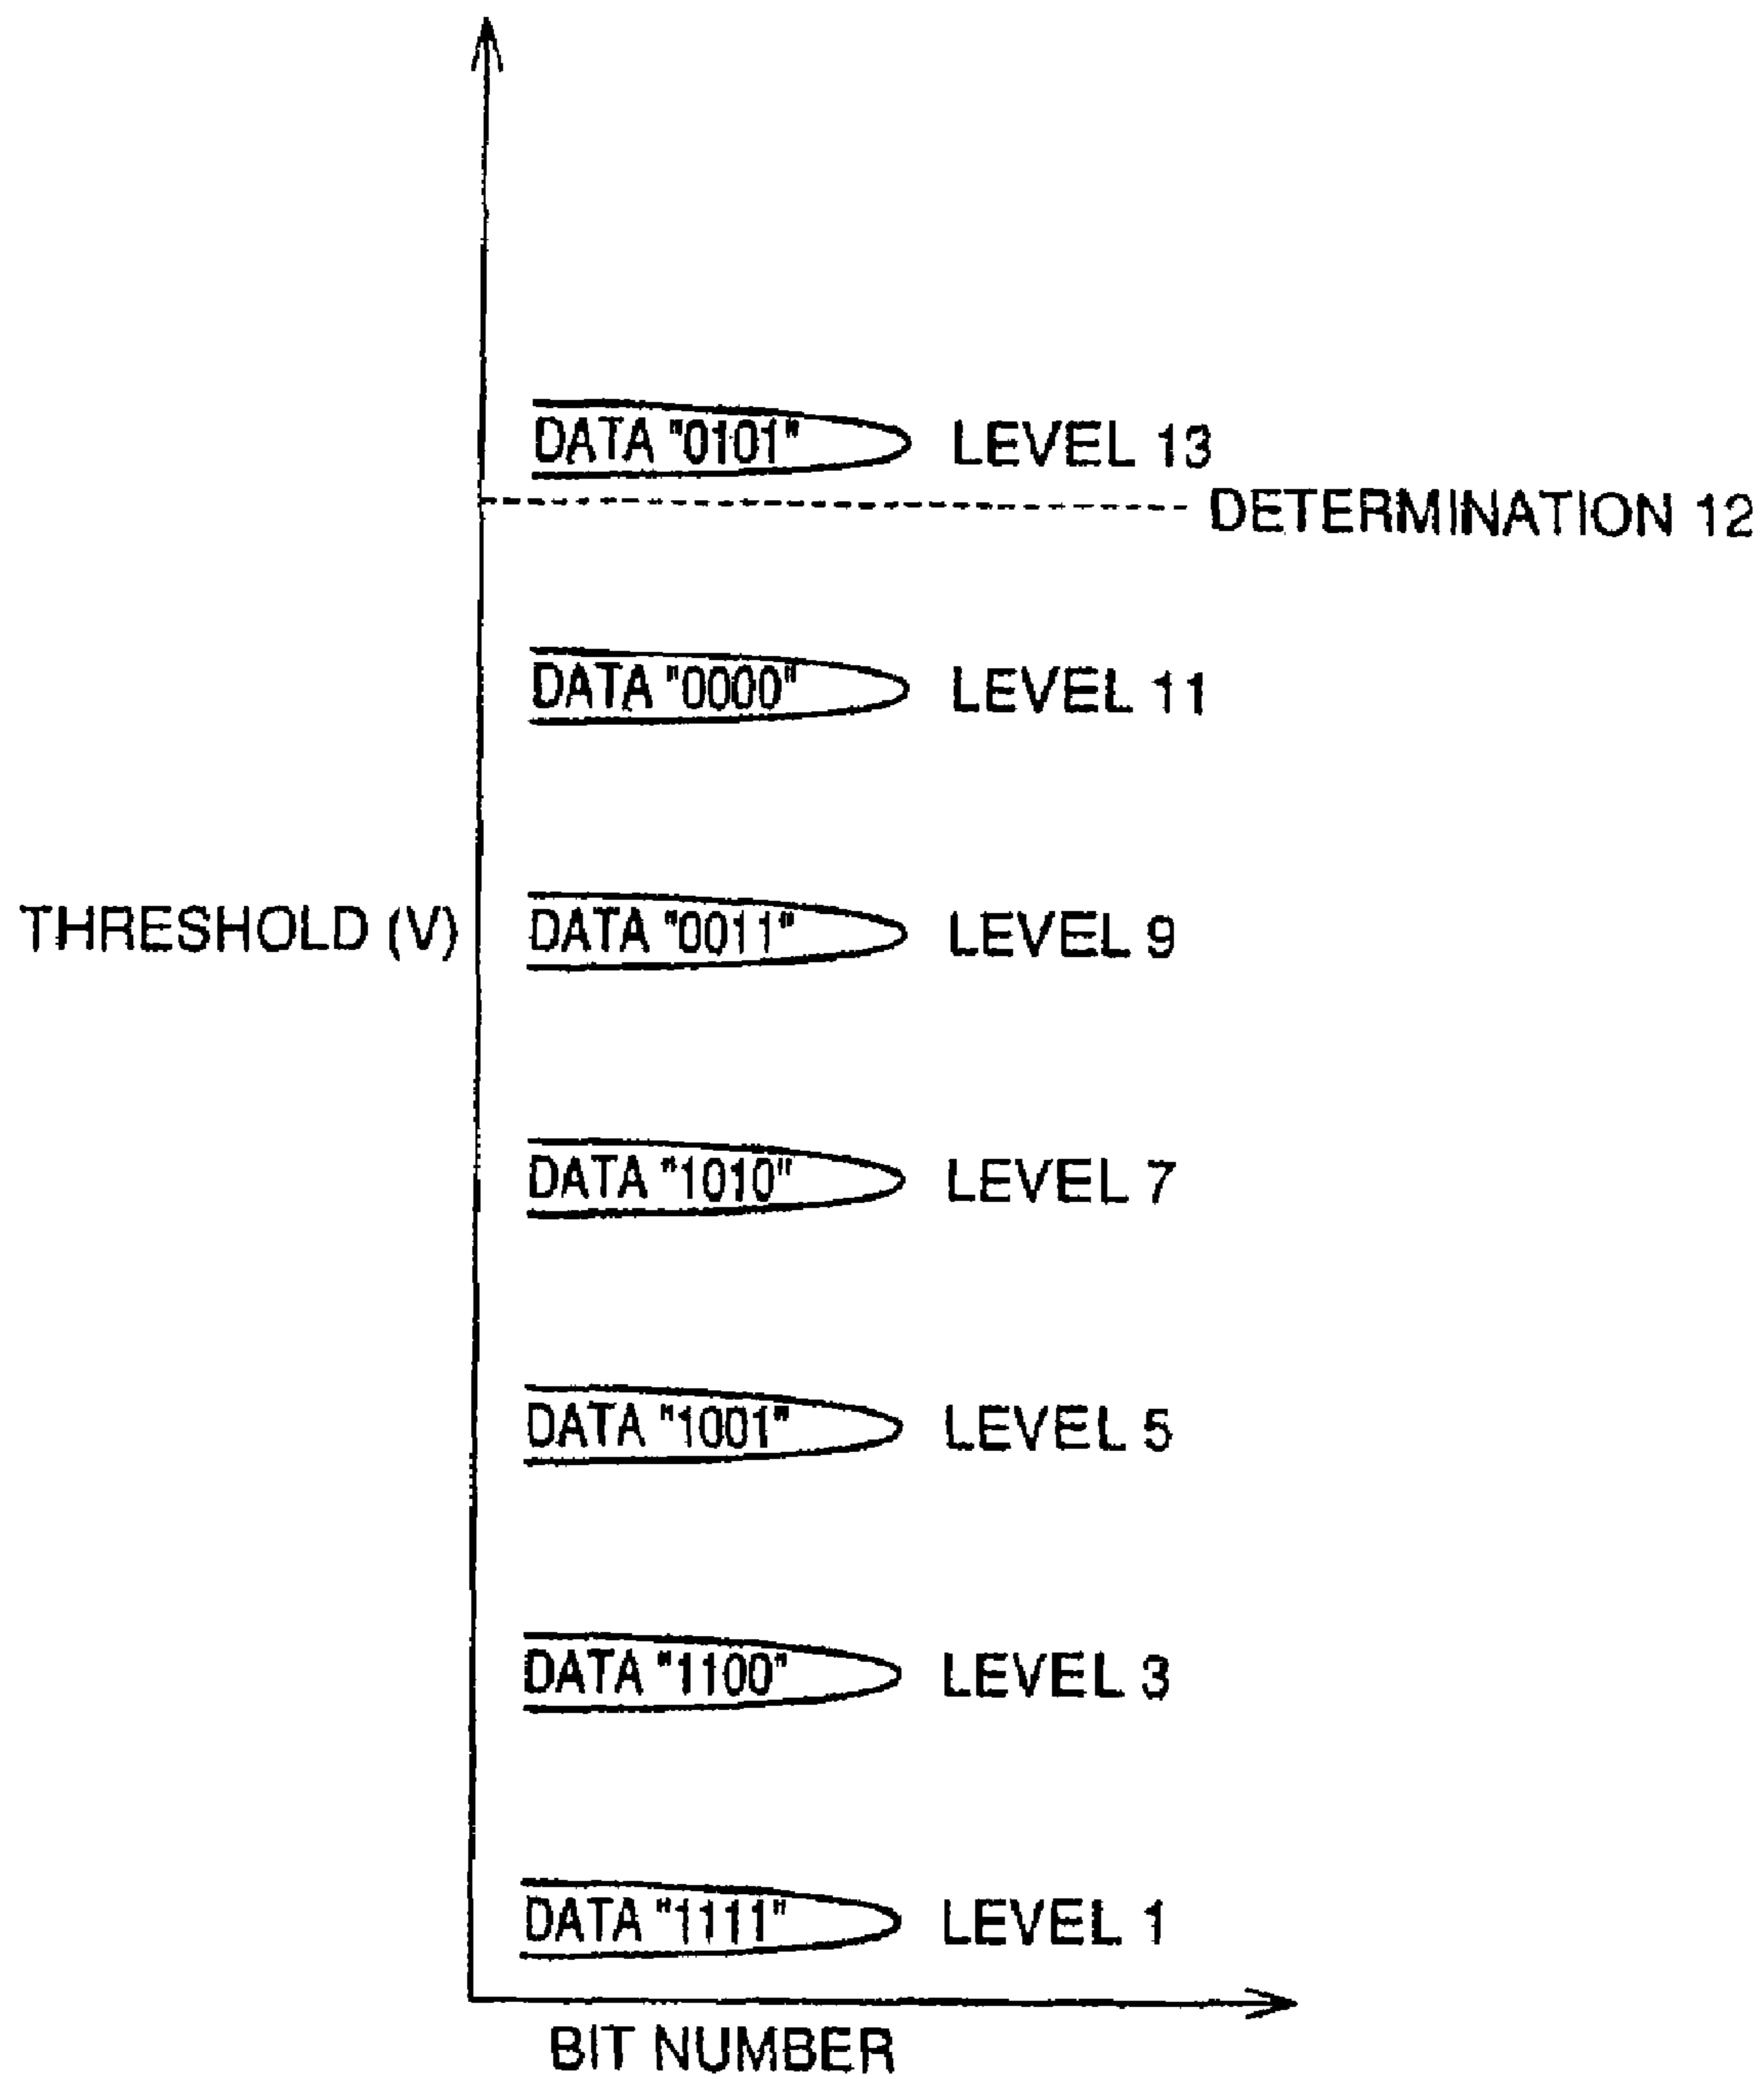 DATA "0101" LEVEL 13
DETERMINATION 12
DATA "0000" LEVEL 11
THRESHOLD (V) DATA "0011" LEVEL 9
DATA "1010" LEVEL 7
DATA "1001" LEVEL 5
DATA "1100" LEVEL 3
DATA "1111" LEVEL 1
BIT NUMBER